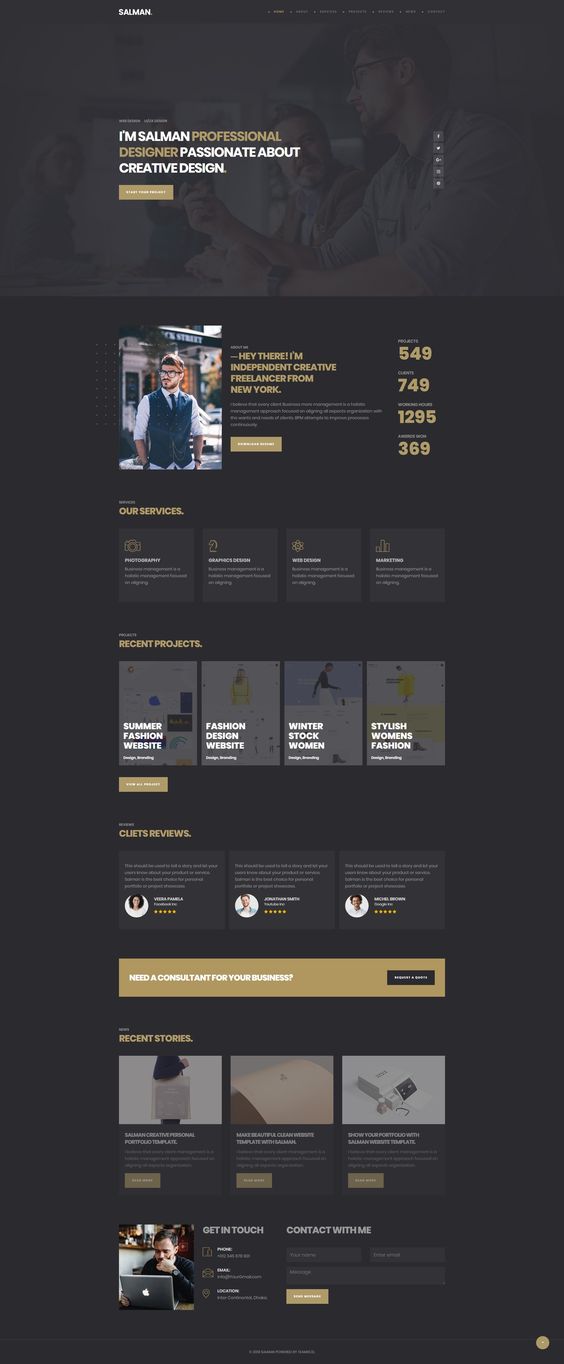 SALMAN.
HOME ABOUT SERVICES PROJECTS REVIEWS NEWS CONTACT
WEB DESIGN UI/UX DESIGN
I'M SALMAN PROFESSIONAL
DESIGNER PASSIONATE ABOUT
CREATIVE DESIGN.
START YOUR PROJECT
ABOUT ME
—HEY THERE! I'M
INDEPENDENT CREATIVE
FREELANCER FROM
NEW YORK.
I believe that every client Business more management is a holistic
management approach focused on aligning all aspects organization with
the wants and needs of clients BPM attempts to improve processes
continuously.
DOWNLOAD RESUME
PROJECTS
549
CLIENTS
749
WORKING HOURS
1295
AWARDS WON
369
SERVICES
OUR SERVICES.
PHOTOGRAPHY
Business management is a
holistic management focused
on aligning.
GRAPHICS DESIGN
Business management is a
holistic management focused
on aligning.
WEB DESIGN
Business management is a
holistic management focused
on aligning.
MARKETING
Business management is a
holistic management focused
on aligning.
PROJECTS
RECENT PROJECTS.
SUMMER
FASHION
WEBSITE
Design, Branding
FASHION
DESIGN
WEBSITE
Design, Branding
WINTER
STOCK
WOMEN
Design, Branding
STYLISH
WOMENS
FASHION
Design, Branding
VIEW ALL PROJECT
REVIEWS
CLIETS REVIEWS.
This should be used to tell a story and let your
users know about your product or service.
Salman is the best choice for personal
portfolio or project showcases.
VEERA PAMELA
Facebook Inc
This should be used to tell a story and let your
users know about your product or service.
Salman is the best choice for personal
portfolio or project showcases.
JONATHAN SMITH
Youtube Inc
This should be used to tell a story and let your
users know about your product or service.
Salman is the best choice for personal
portfolio or project showcases.
MICHEL BROWN
Google Inc
NEED A CONSULTANT FOR YOUR BUSINESS?
REQUEST A QUOTE
NEWS
RECENT STORIES.
SALMAN CREATIVE PERSONAL
PORTFOLIO TEMPLATE.
I believe that every client management is a
holistic management approach focused on
aligning all aspects organization.
READ MORE
MAKE BEAUTIFUL CLEAN WEBSITE
TEMPLATE WITH SALMAN.
I believe that every client management is a
holistic management approach focused on
aligning all aspects organization.
READ MORE
SHOW YOUR PORTFOLIO WITH
SALMAN WEBSITE TEMPLATE.
I believe that every client management is a
holistic management approach focused on
aligning all aspects organization.
READ MORE
GET IN TOUCH
PHONE:
EMAIL:
info@YourGmail.com
LOCATION:
Inter Continental, Dhaka.
CONTACT WITH ME
Your name
Enter email
Message
SEND MESSAGE